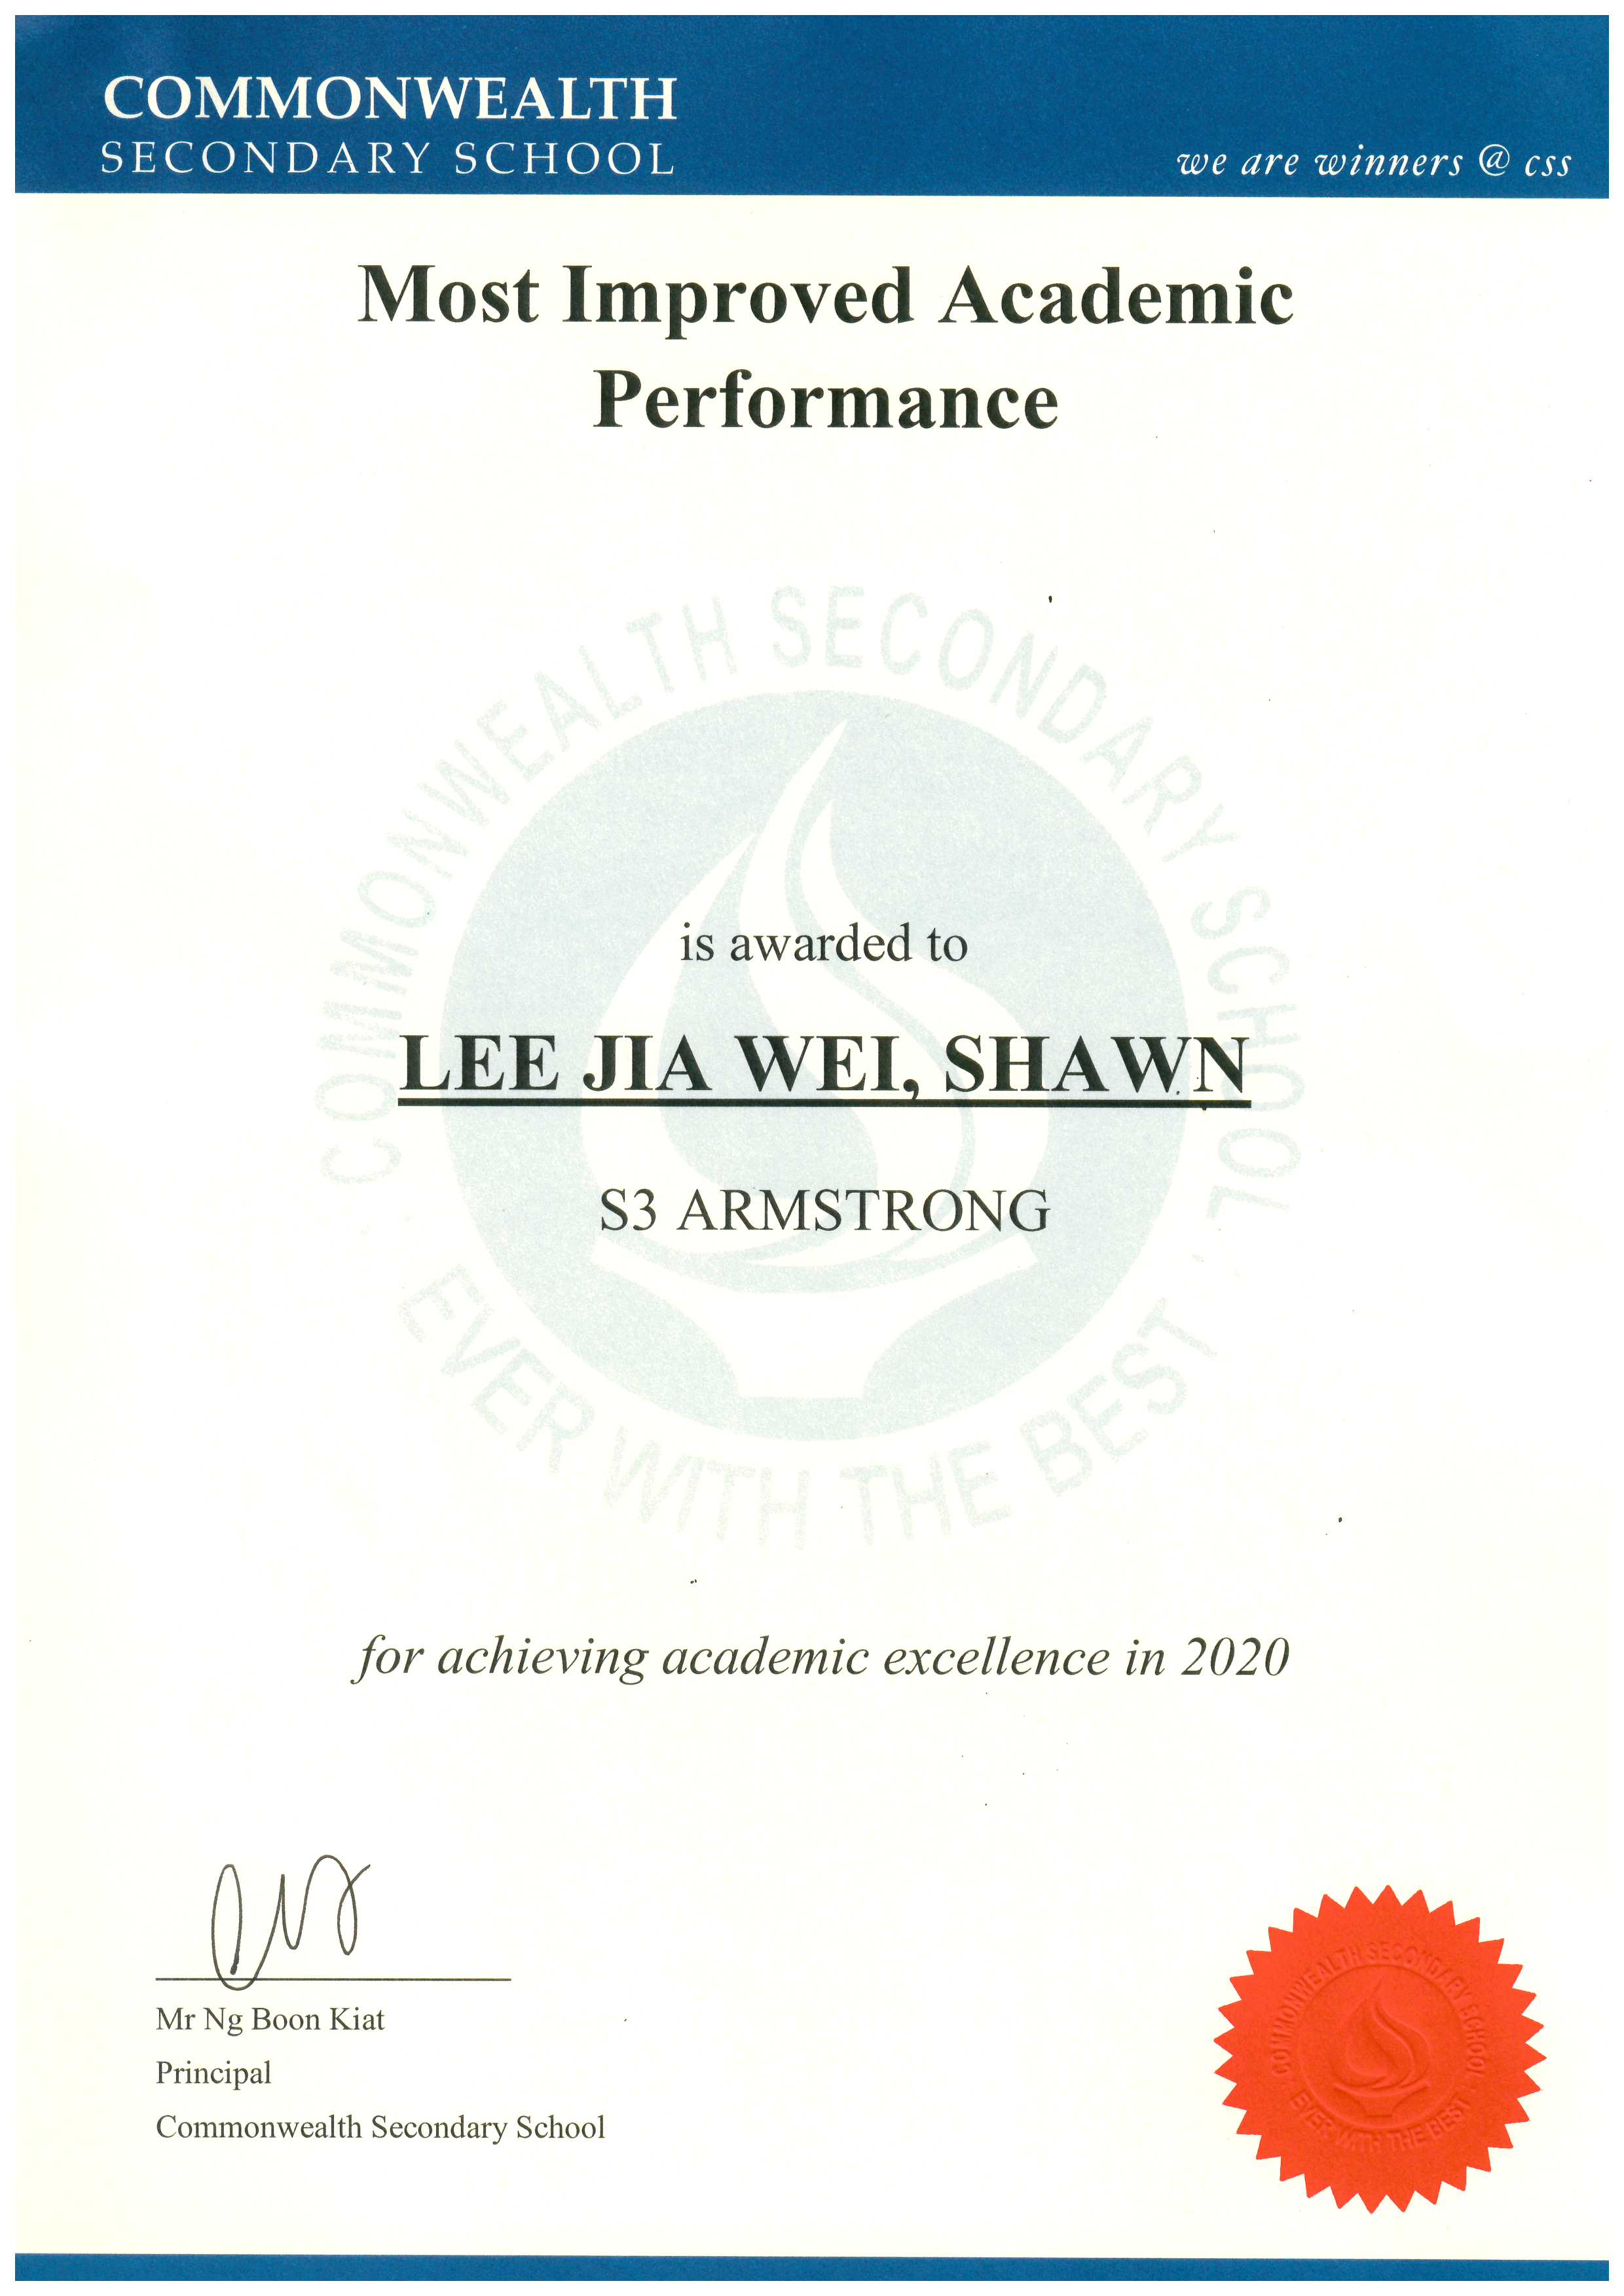 COMMONWEALTH
SECONDARY SCHOOL
we are winners @ css
Most Improved Academic
Performance
COMMONWEALTH SECONDARY SCHOOL
is awarded to
LEE JIA WEI, SHAWN
S3 ARMSTRONG
EVER WITH THE BEST
for achieving academic excellence in 2020
Mr Ng Boon Kiat
Principal
Commonwealth Secondary School
COMMONWEALTH SECONDARY SCHOOL
EVER WITH THE BEST